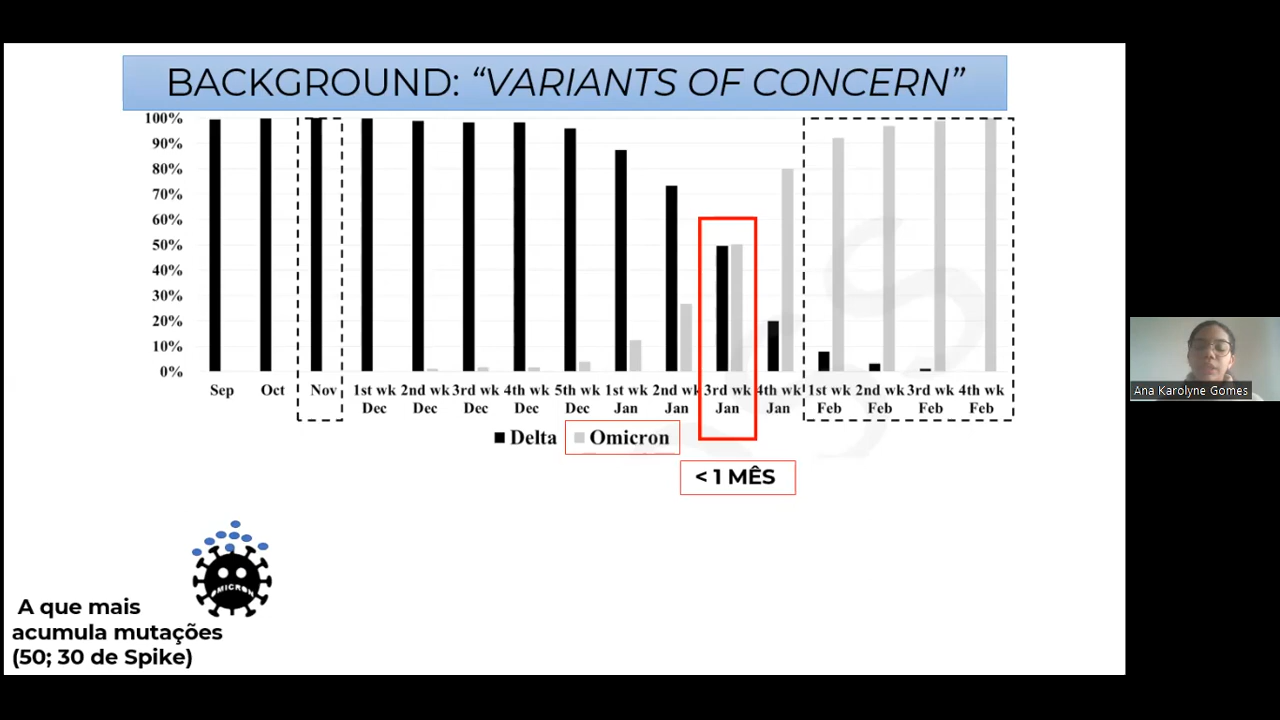 BACKGROUND: “VARIANTS OF CONCERN”
100%
90%
80%
70%
60%
50%
40%
30%
20%
10%
0%
Sep Oct Nov 1st wk 2nd wk 3rd wk 4th wk 5th wk 1st wk 2nd wk 3rd wk 4th wk 1st wk 2nd wk 3rd wk 4th wk
Dec Dec Dec Dec Dec Jan Jan Jan Jan Feb Feb Feb Feb
Delta Omicron
< 1 MÊS
OMICRON
A que mais
acumula mutações
(50; 30 de Spike)
Ana Karolyne Gomes